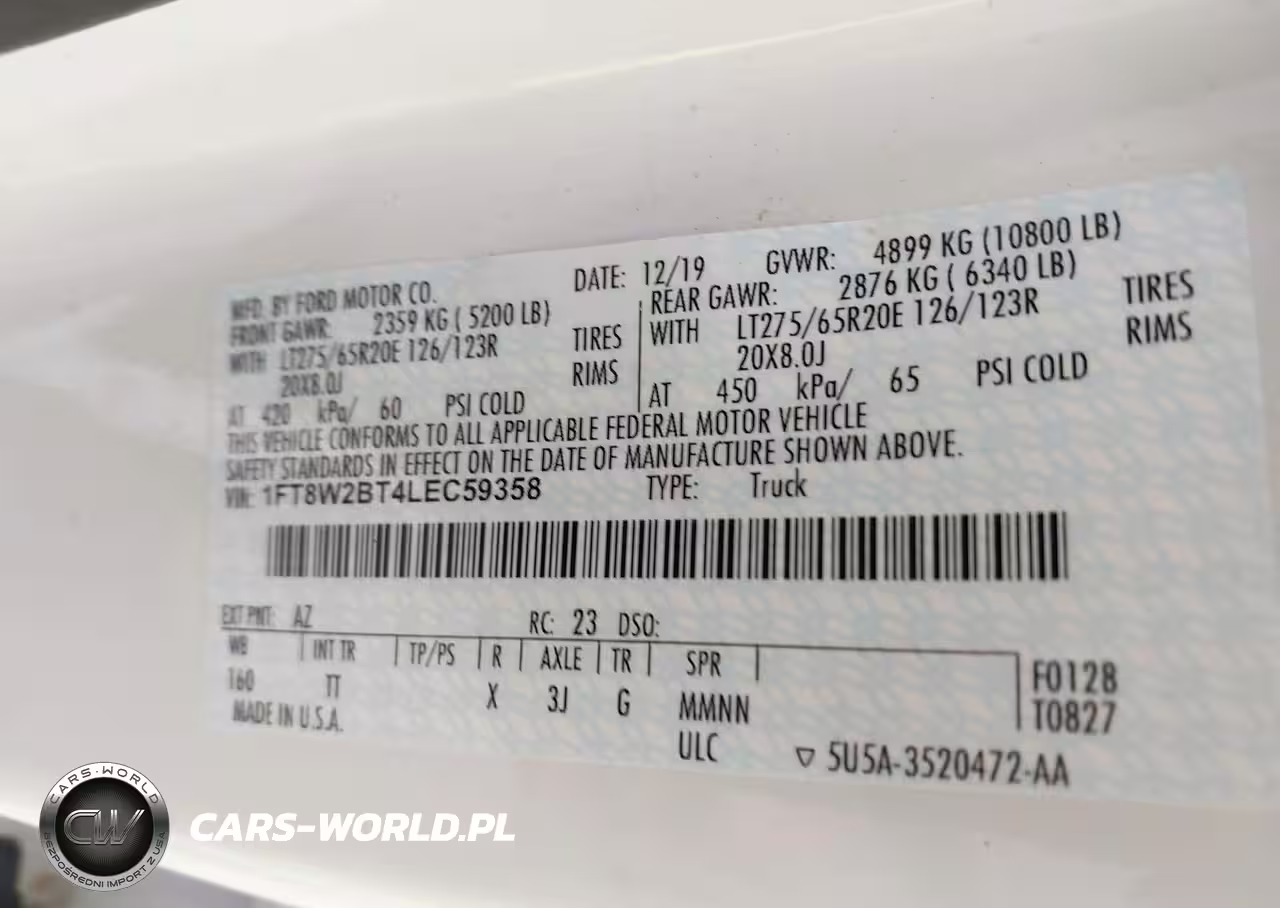 MFD. BY FORD MOTOR CO. DATE: 12/19 GVWR: 4899 KG (10800 LB)
FRONT GAWR: 2359 KG ( 5200 LB) REAR GAWR: 2876 KG ( 6340 LB)
WITH LT275/65R20E 126/123R TIRES WITH LT275/65R20E 126/123R TIRES
20X8.0J RIMS 20X8.0J RIMS
AT 420 kPa/ 60 PSI COLD AT 450 kPa/ 65 PSI COLD
THIS VEHICLE CONFORMS TO ALL APPLICABLE FEDERAL MOTOR VEHICLE
SAFETY STANDARDS IN EFFECT ON THE DATE OF MANUFACTURE SHOWN ABOVE.
VIN: 1FT8W2BT4LEC59358 TYPE: Truck
EXT PNT: AZ RC: 23 DSO:
WB INT TR TP/PS R AXLE TR SPR
160 TT X 3J G MMNN
F0128
T0827
MADE IN U.S.A. ULC
▽ 5U5A-3520472-AA
CARS-WORLD
CW
BEZPOŚREDNI IMPORT Z USA
CARS-WORLD.PL